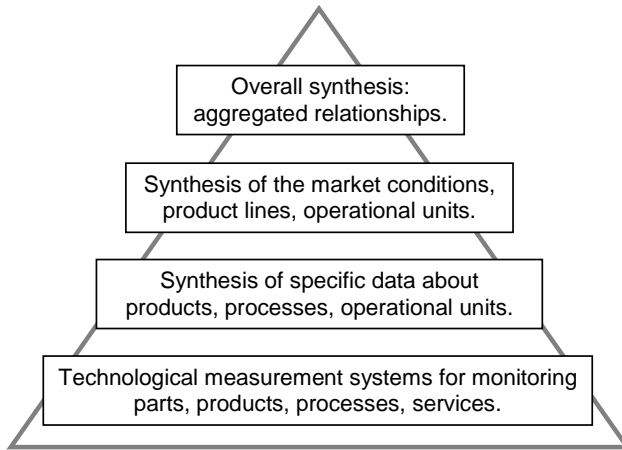 Overall synthesis:
aggregated relationships.
Synthesis of the market conditions,
product lines, operational units.
Synthesis of specific data about
products, processes, operational units.
Technological measurement systems for monitoring
parts, products, processes, services.